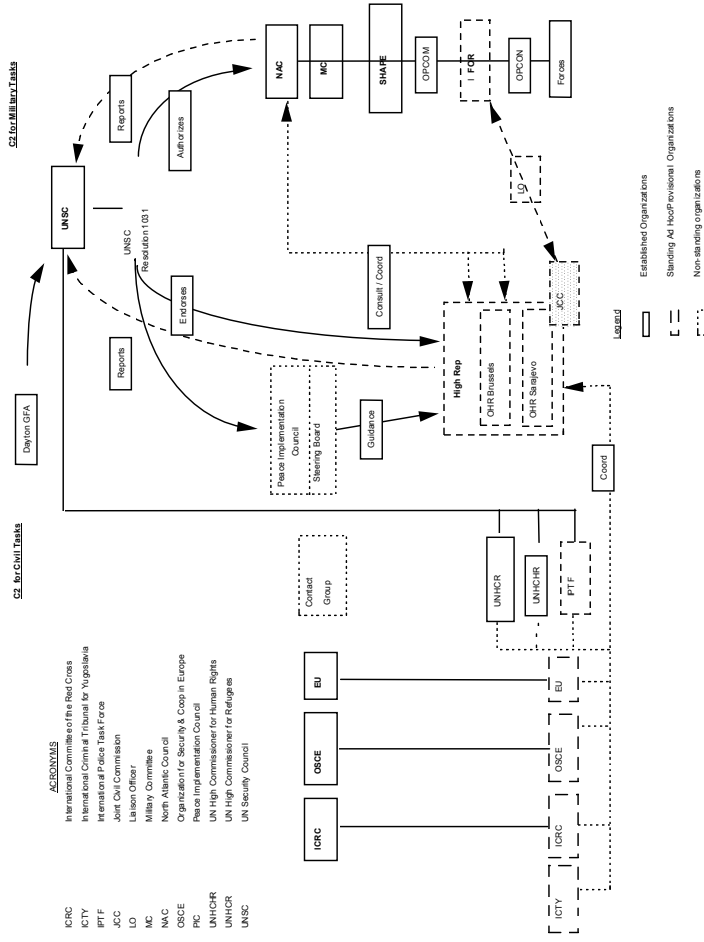 C2 for Civil Tasks
C2 for Military Tasks
Dayton GFA
UNSC
Reports
Reports
Authorizes
UNSC
Resolution 1031
Endorses
NAC
MC
SHAPE
OPCOM
I FOR
OPCON
Forces
Consult / Coord
LO
Peace Implementation
Council
Steering Board
Guidance
High Rep
OHR Brussels
OHR Sarajevo
JCC
Coord
Contact
Group
UNHCR
UNHCHR
IPTF
EU
OSCE
ICRC
EU
OSCE
ICRC
ICTY
ACRONYMS
ICRC International Committee of the Red Cross
ICTY International Criminal Tribunal for Yugoslavia
IPTF International Police Task Force
JCC Joint Civil Commission
LO Liaison Officer
MC Military Committee
NAC North Atlantic Council
OSCE Organization for Security & Coop in Europe
PIC Peace Implementation Council
UNHCHR UN High Commissioner for Human Rights
UNHCR UN High Commissioner for Refugees
UNSC UN Security Council
Legend
Established Organizations
Standing Ad Hoc/Provisional Organizations
Non-standing organizations